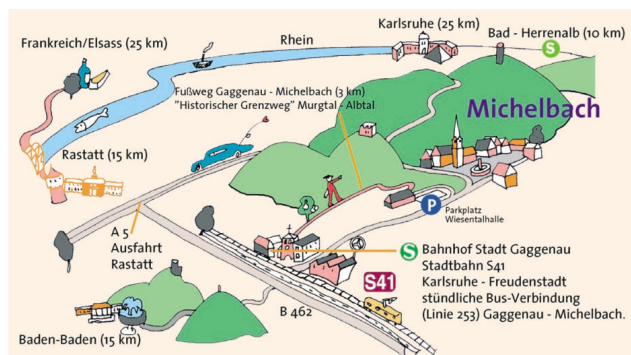 Karlsruhe (25 km)
Bad - Herrenalb (10 km)
S
Frankreich/Elsass (25 km)
Rhein
Fußweg Gaggenau - Michelbach (3 km)
"Historischer Grenzweg" Murgtal - Albtal
Michelbach
Rastatt (15 km)
P
Parkplatz
Wiesentalhalle
A 5
Ausfahrt
Rastatt
S
Bahnhof Stadt Gaggenau
Stadtbahn S41
Karlsruhe - Freudenstadt
stündliche Bus-Verbindung
(Linie 253) Gaggenau - Michelbach.
S41
B 462
Baden-Baden (15 km)